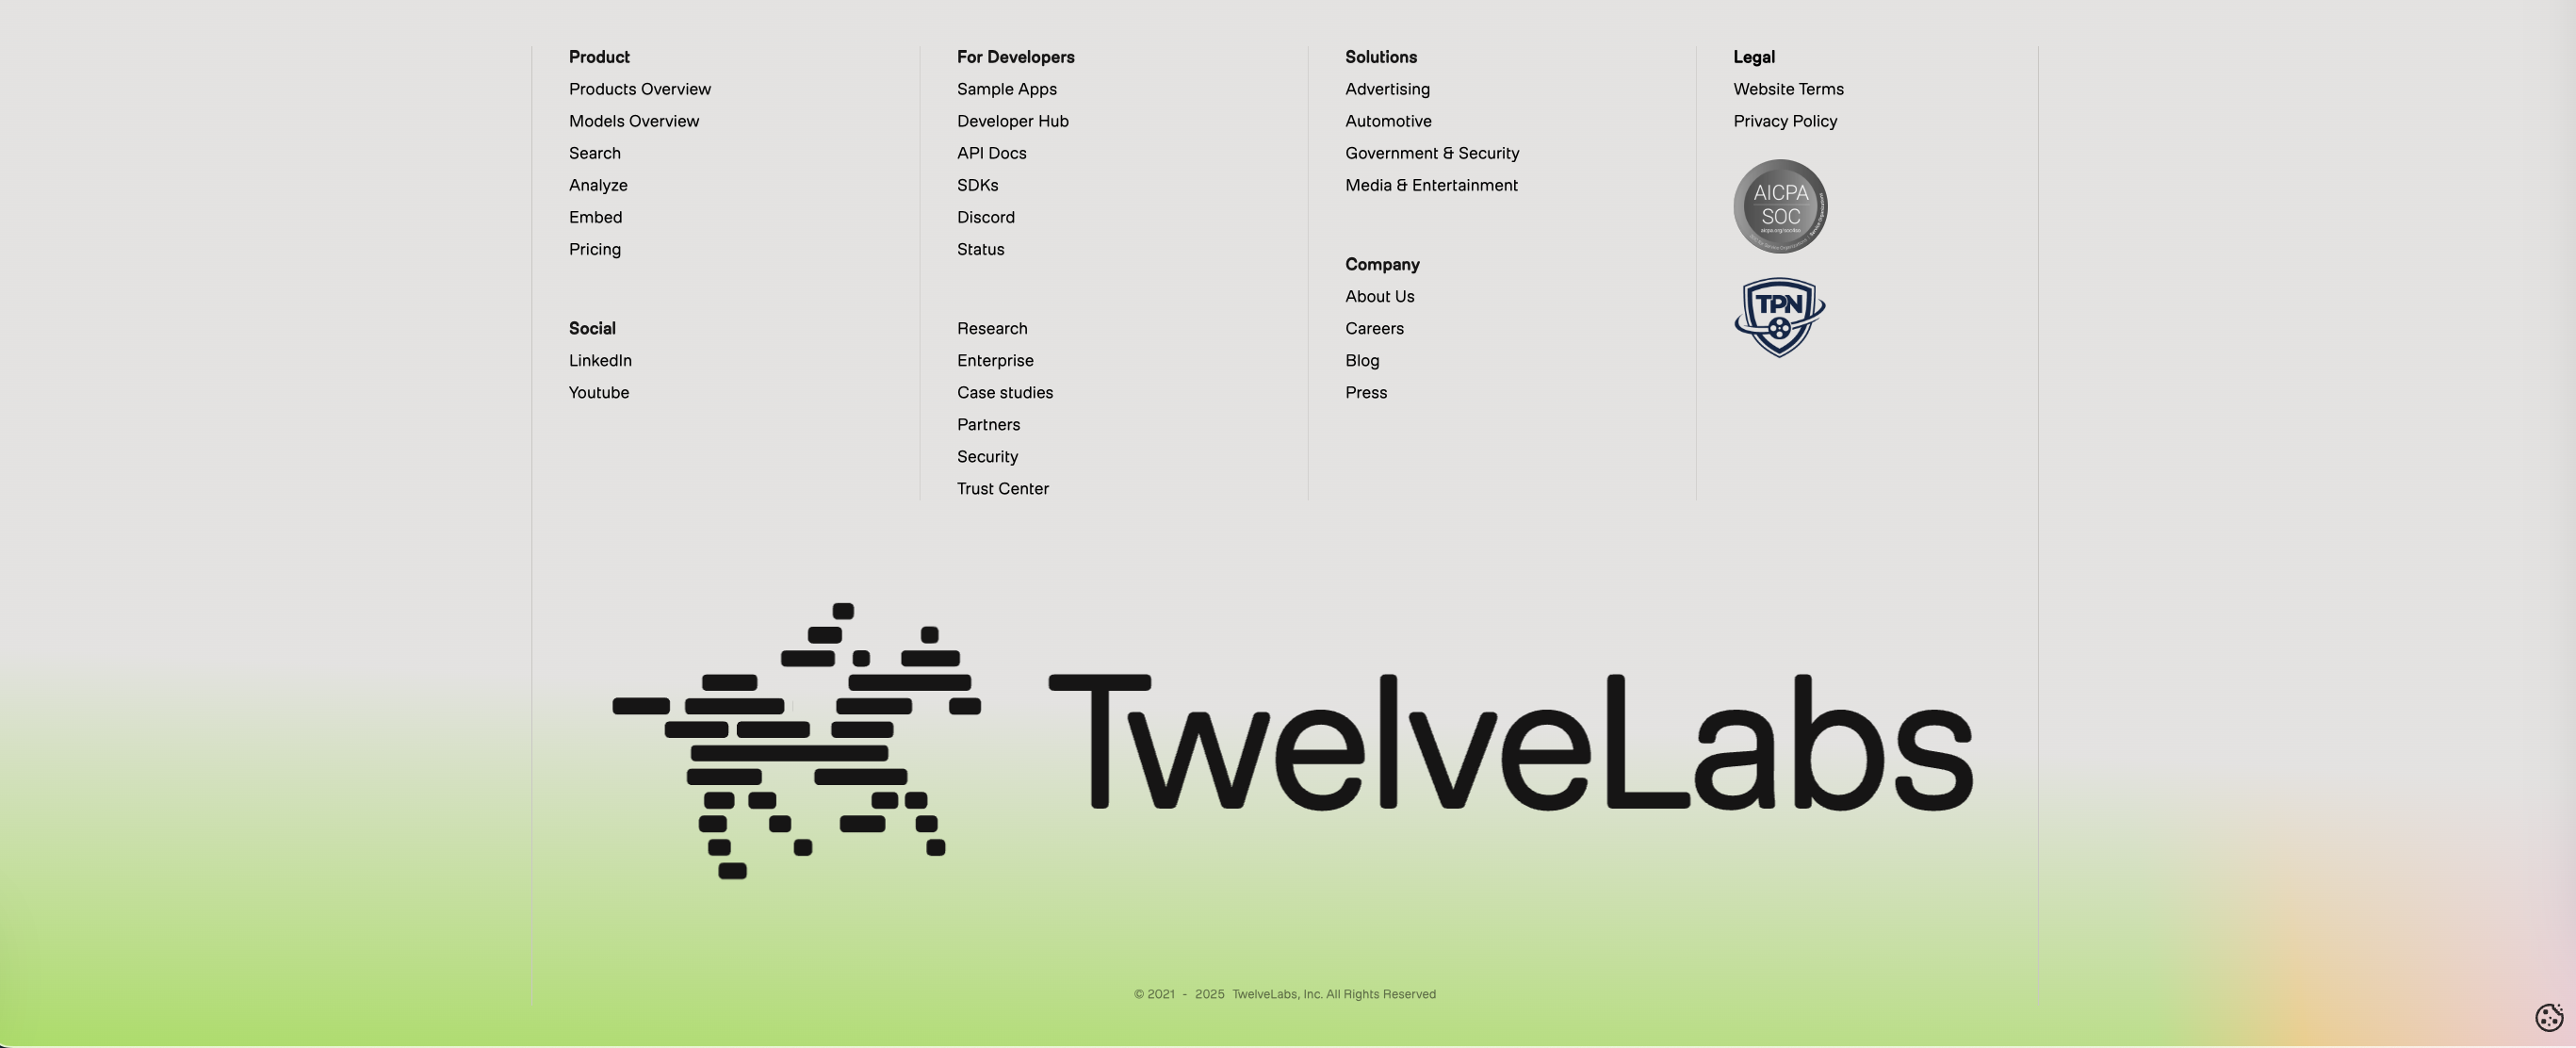 Product
Products Overview
Models Overview
Search
Analyze
Embed
Pricing
Social
LinkedIn
Youtube
For Developers
Sample Apps
Developer Hub
API Docs
SDKs
Discord
Status
Research
Enterprise
Case studies
Partners
Security
Trust Center
Solutions
Advertising
Automotive
Government & Security
Media & Entertainment
Company
About Us
Careers
Blog
Press
Legal
Website Terms
Privacy Policy
AICPA
SOC
TPN
TwelveLabs
© 2021 - 2025 TwelveLabs, Inc. All Rights Reserved